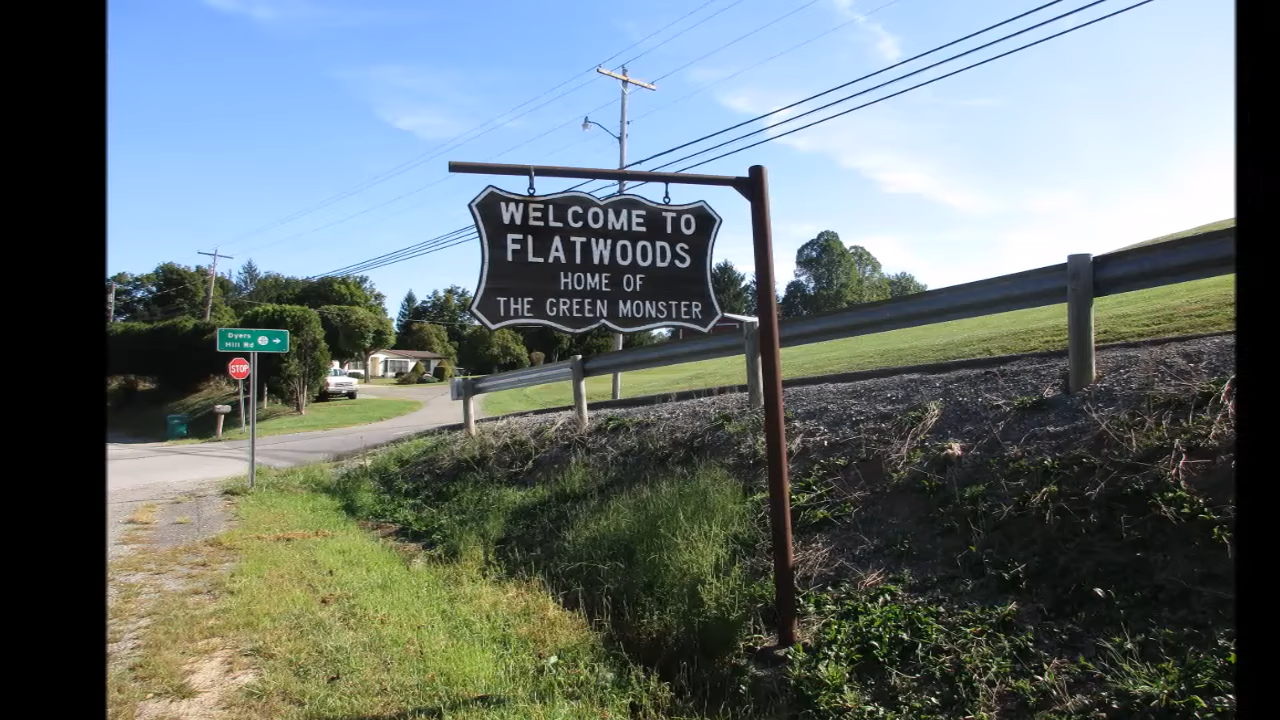 WELCOME TO
FLATWOODS
HOME OF
THE GREEN MONSTER
Dyers
Hill Rd
STOP